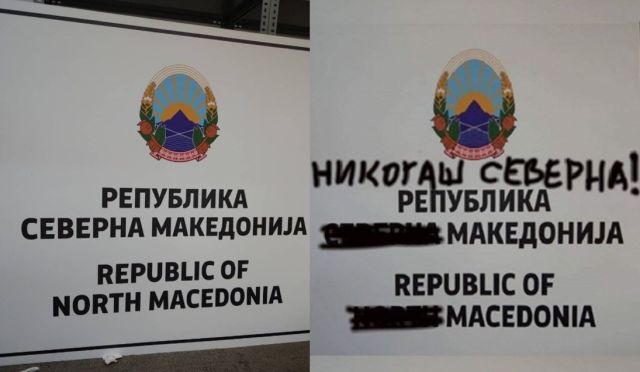 РЕПУБЛИКА
СЕВЕРНА МАКЕДОНИЈА
REPUBLIC OF
NORTH MACEDONIA
НИКОГАШ СЕВЕРНА!
РЕПУБЛИКА
МАКЕДОНИЈА
REPUBLIC OF
MACEDONIA